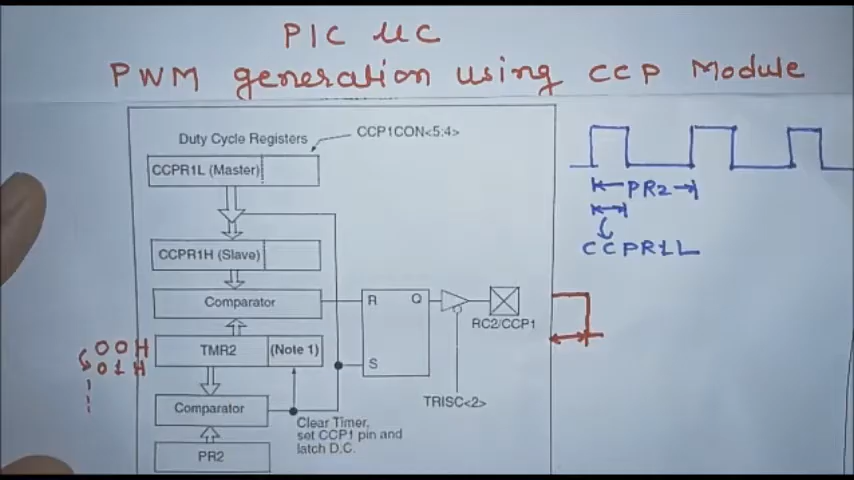 PIC uC
PWM generation using CCP Module
Duty Cycle Registers
CCP1CON<5:4>
CCPR1L (Master)
PR2
CCPR1L
CCPR1H (Slave)
Comparator
R
Q
RC2/CCP1
00H
TMR2
(Note 1)
01H
S
TRISC<2>
Comparator
Clear Timer,
set CCP1 pin and
latch D.C.
PR2